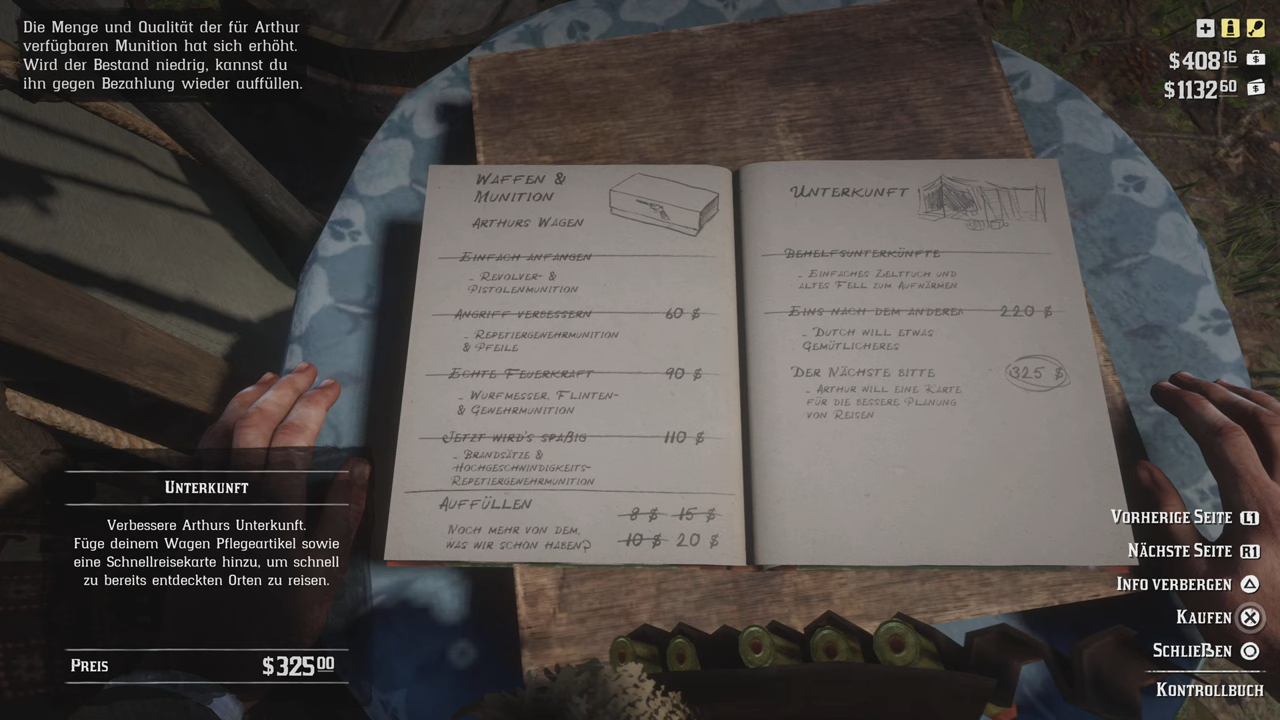 Die Menge und Qualität der für Arthur
verfügbaren Munition hat sich erhöht.
Wird der Bestand niedrig, kannst du
ihn gegen Bezahlung wieder auffüllen.
$408 16
$1132 60
Waffen &
Munition
Arthurs Wagen
Einfach anfangen
- Revolver- &
Pistolenmunition
Angriff verbessern 60 $
- Repetiergewehrmunition
& Pfeile
Echte Feuerkraft 90 $
- Wurfmesser, Flinten-
& Gewehrmunition
Jetzt wird's spaßig 110 $
- Brandsätze &
Hochgeschwindigkeits-
Repetiergewehrmunition
Auffüllen
8 $ 15 $
Noch mehr von dem,
was wir schon haben? 10 $ 20 $
Unterkunft
Behelfsunterkünfte
- Einfaches Zelttuch und
altes Fell zum Aufwärmen
Eins nach dem anderen 220 $
- Dutch will etwas
Gemütlicheres
Der Nächste bitte 325 $
- Arthur will eine Karte
für die bessere Planung
von Reisen
Unterkunft
Verbessere Arthurs Unterkunft.
Füge deinem Wagen Pflegeartikel sowie
eine Schnellreisekarte hinzu, um schnell
zu bereits entdeckten Orten zu reisen.
Preis $325 00
Vorherige Seite L1
Nächste Seite R1
Info verbergen
Kaufen
Schließen
Kontrollbuch